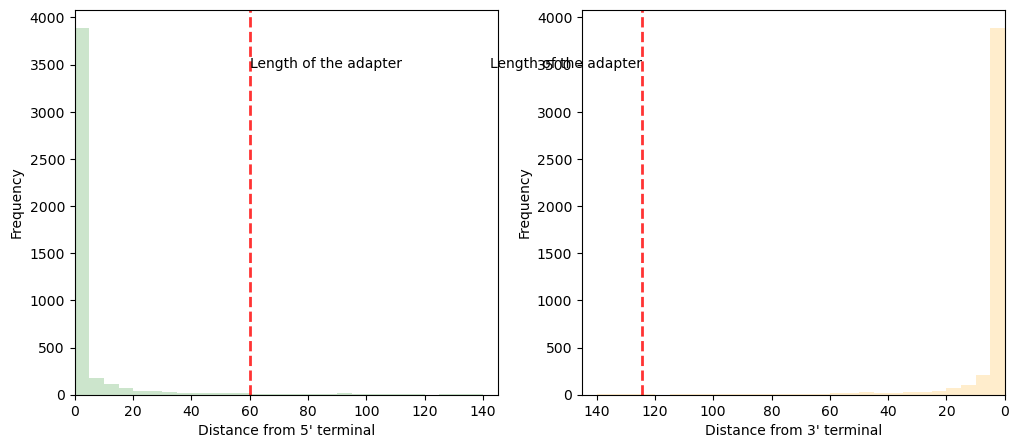 4000
3500
3000
2500
2000
1500
1000
500
0
Frequency
Length of the adapter
0 20 40 60 80 100 120 140
Distance from 5' terminal
4000
3500
3000
2500
2000
1500
1000
500
0
Frequency
Length of the adapter
140 120 100 80 60 40 20 0
Distance from 3' terminal